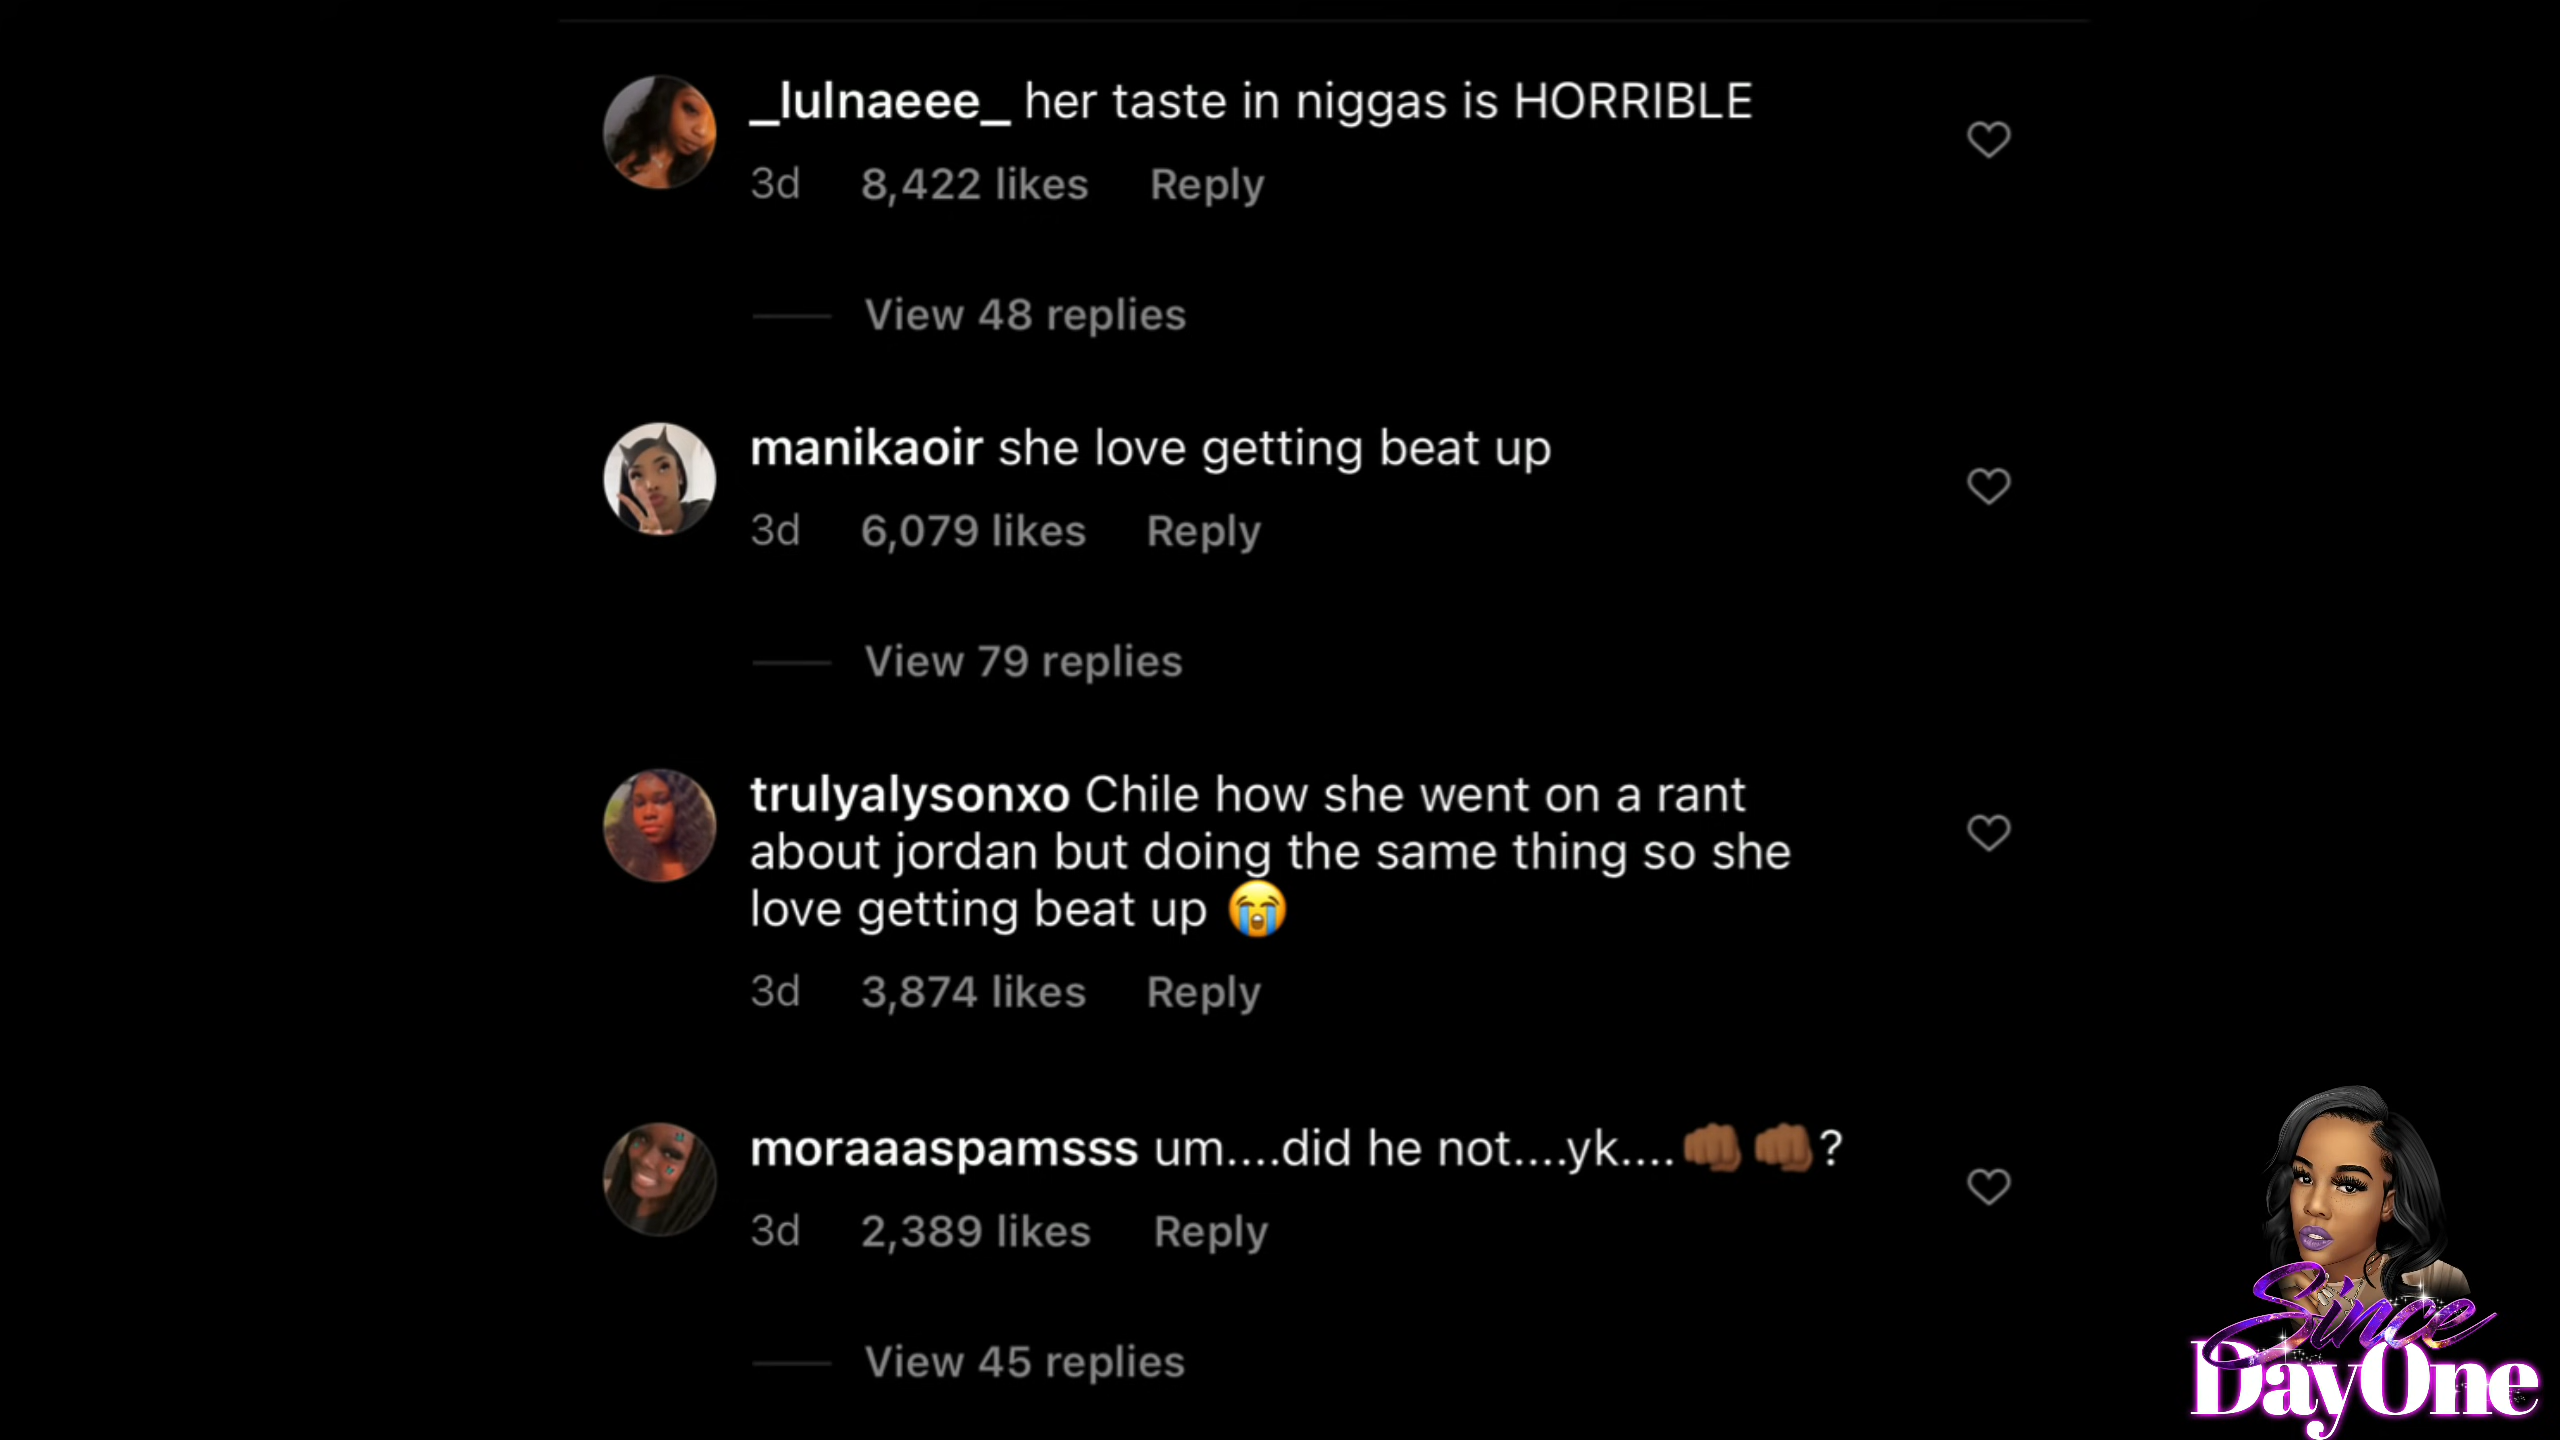 _lulnaeee_ her taste in niggas is HORRIBLE
3d 8,422 likes Reply
View 48 replies
manikaoir she love getting beat up
3d 6,079 likes Reply
View 79 replies
trulyalysonxo Chile how she went on a rant
about jordan but doing the same thing so she
love getting beat up 😭
3d 3,874 likes Reply
moraaaspamsss um....did he not....yk....👊🏾👊🏾?
3d 2,389 likes Reply
View 45 replies
Since
DayOne